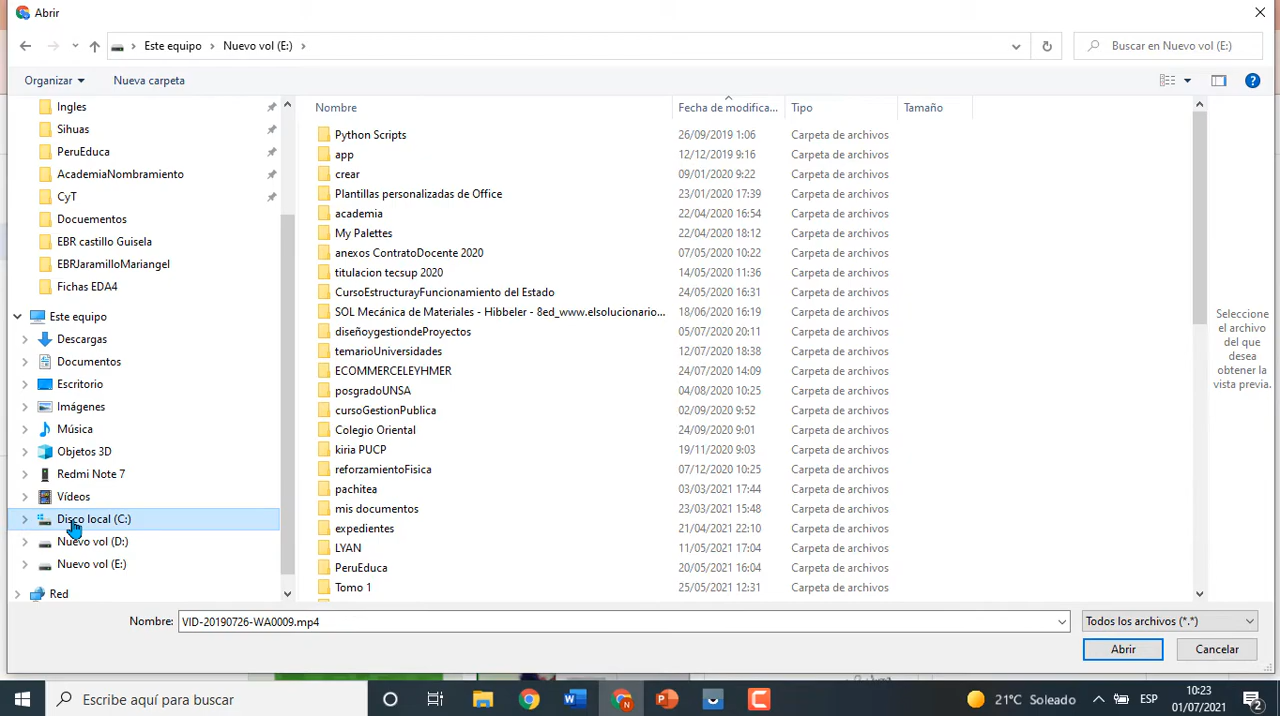 Abrir
Este equipo
Nuevo vol (E:)
Buscar en Nuevo vol (E:)
Organizar
Nueva carpeta
Ingles
Sihuas
PeruEduca
AcademiaNombramiento
CyT
Docuementos
EBR castillo Guisela
EBRJaramilloMariangel
Fichas EDA4
Este equipo
Descargas
Documentos
Escritorio
Imágenes
Música
Objetos 3D
Redmi Note 7
Vídeos
Disco local (C:)
Nuevo vol (D:)
Nuevo vol (E:)
Red
Nombre Fecha de modifica... Tipo Tamaño
Python Scripts 26/09/2019 1:06 Carpeta de archivos
app 12/12/2019 9:16 Carpeta de archivos
crear 09/01/2020 9:22 Carpeta de archivos
Plantillas personalizadas de Office 23/01/2020 17:39 Carpeta de archivos
academia 22/04/2020 16:54 Carpeta de archivos
My Palettes 22/04/2020 18:12 Carpeta de archivos
anexos ContratoDocente 2020 07/05/2020 10:22 Carpeta de archivos
titulacion tecsup 2020 14/05/2020 11:36 Carpeta de archivos
CursoEstructurayFuncionamiento del Estado 24/05/2020 16:31 Carpeta de archivos
SOL Mecánica de Materiales - Hibbeler - 8ed_www.elsolucionario... 18/06/2020 16:19 Carpeta de archivos
diseñoygestiondeProyectos 05/07/2020 20:11 Carpeta de archivos
temarioUniversidades 12/07/2020 18:38 Carpeta de archivos
ECOMMERCELEYHMER 24/07/2020 14:09 Carpeta de archivos
posgradoUNSA 04/08/2020 10:25 Carpeta de archivos
cursoGestionPublica 02/09/2020 9:52 Carpeta de archivos
Colegio Oriental 24/09/2020 9:01 Carpeta de archivos
kiria PUCP 19/11/2020 9:03 Carpeta de archivos
reforzamientoFisica 07/12/2020 10:25 Carpeta de archivos
pachitea 03/03/2021 17:44 Carpeta de archivos
mis documentos 23/03/2021 15:48 Carpeta de archivos
expedientes 21/04/2021 22:10 Carpeta de archivos
LYAN 11/05/2021 17:04 Carpeta de archivos
PeruEduca 20/05/2021 16:04 Carpeta de archivos
Tomo 1 25/05/2021 12:31 Carpeta de archivos
Seleccione
el archivo
del que
desea
obtener la
vista previa.
Nombre: VID-20190726-WA0009.mp4
Todos los archivos (*.*)
Abrir
Cancelar
Escribe aquí para buscar
21°C Soleado
ESP
10:23
01/07/2021
2